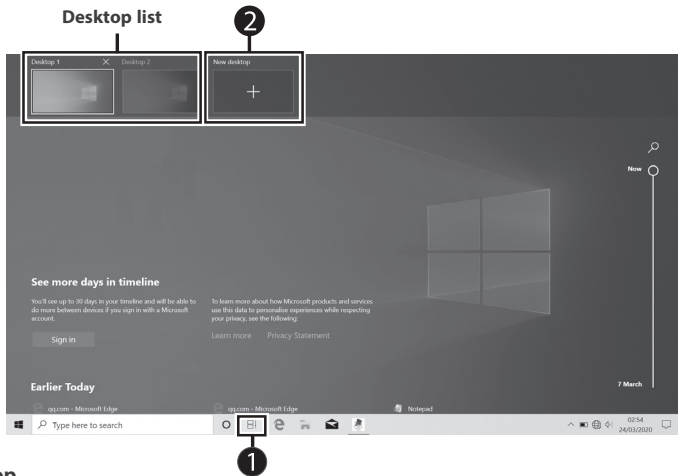 Desktop list
2
Desktop 1
Desktop 2
New desktop
Now
See more days in timeline
You'll see up to 30 days in your timeline and will be able to
do more between devices if you sign in with a Microsoft
account.
To learn more about how Microsoft products and services
use this data to personalise experiences while respecting
your privacy, see the following:
Sign in
Learn more Privacy Statement
Earlier Today
7 March
qq.com - Microsoft Edge
qq.com - Microsoft Edge
Notepad
Type here to search
02:54
24/03/2020
1